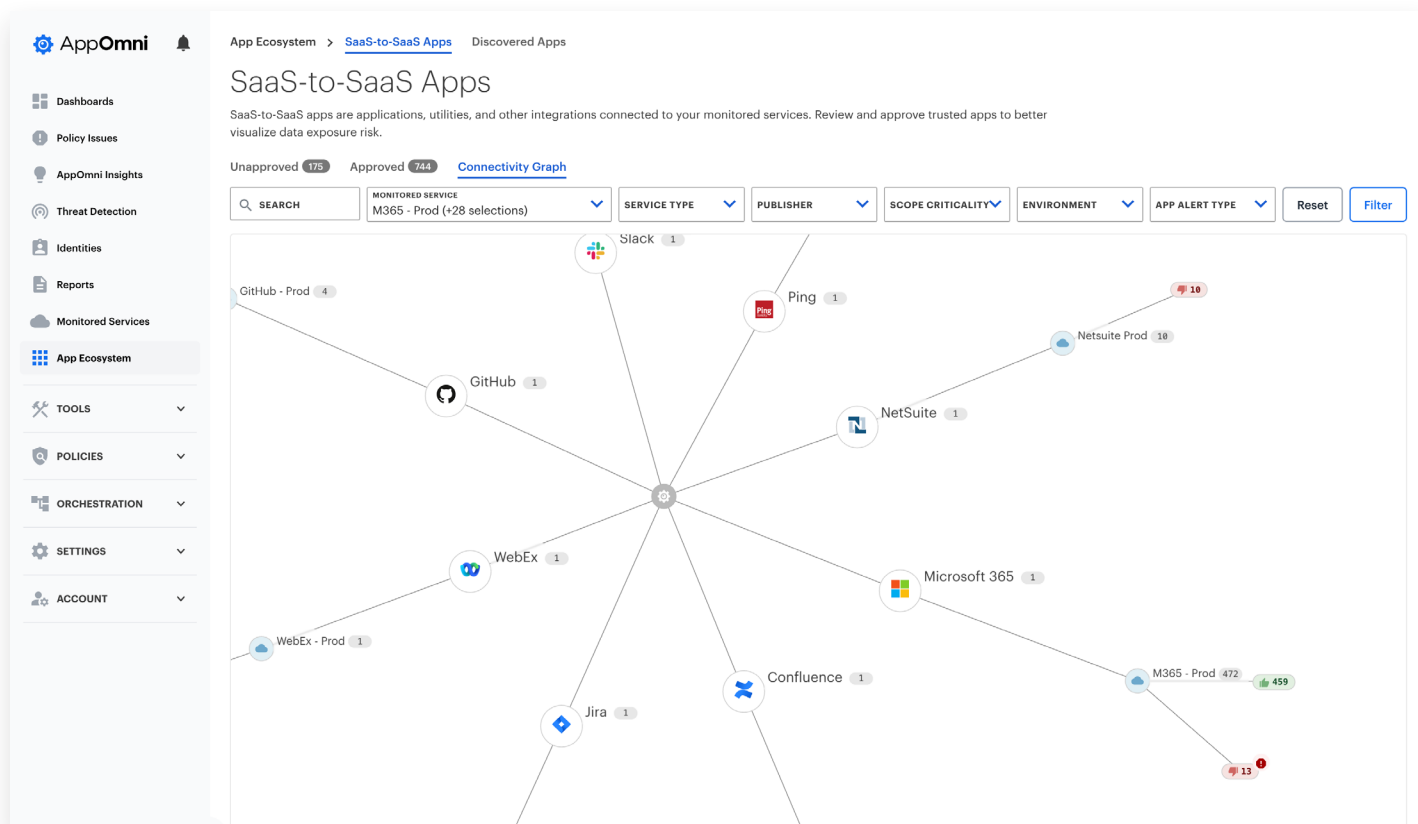 AppOmni
Dashboards
Policy Issues
AppOmni Insights
Threat Detection
Identities
Reports
Monitored Services
App Ecosystem
TOOLS
POLICIES
ORCHESTRATION
SETTINGS
ACCOUNT
App Ecosystem > SaaS-to-SaaS Apps Discovered Apps
SaaS-to-SaaS Apps
SaaS-to-SaaS apps are applications, utilities, and other integrations connected to your monitored services. Review and approve trusted apps to better
visualize data exposure risk.
Unapproved 175 Approved 744 Connectivity Graph
SEARCH
MONITORED SERVICE
M365 - Prod (+28 selections)
SERVICE TYPE
PUBLISHER
SCOPE CRITICALITY
ENVIRONMENT
APP ALERT TYPE
Reset
Filter
Slack 1
GitHub - Prod 4
Ping
Ping 1
10
Netsuite Prod 10
GitHub 1
N
NetSuite 1
WebEx 1
Microsoft 365 1
WebEx - Prod 1
M365 - Prod 472
459
Confluence 1
Jira 1
13
!